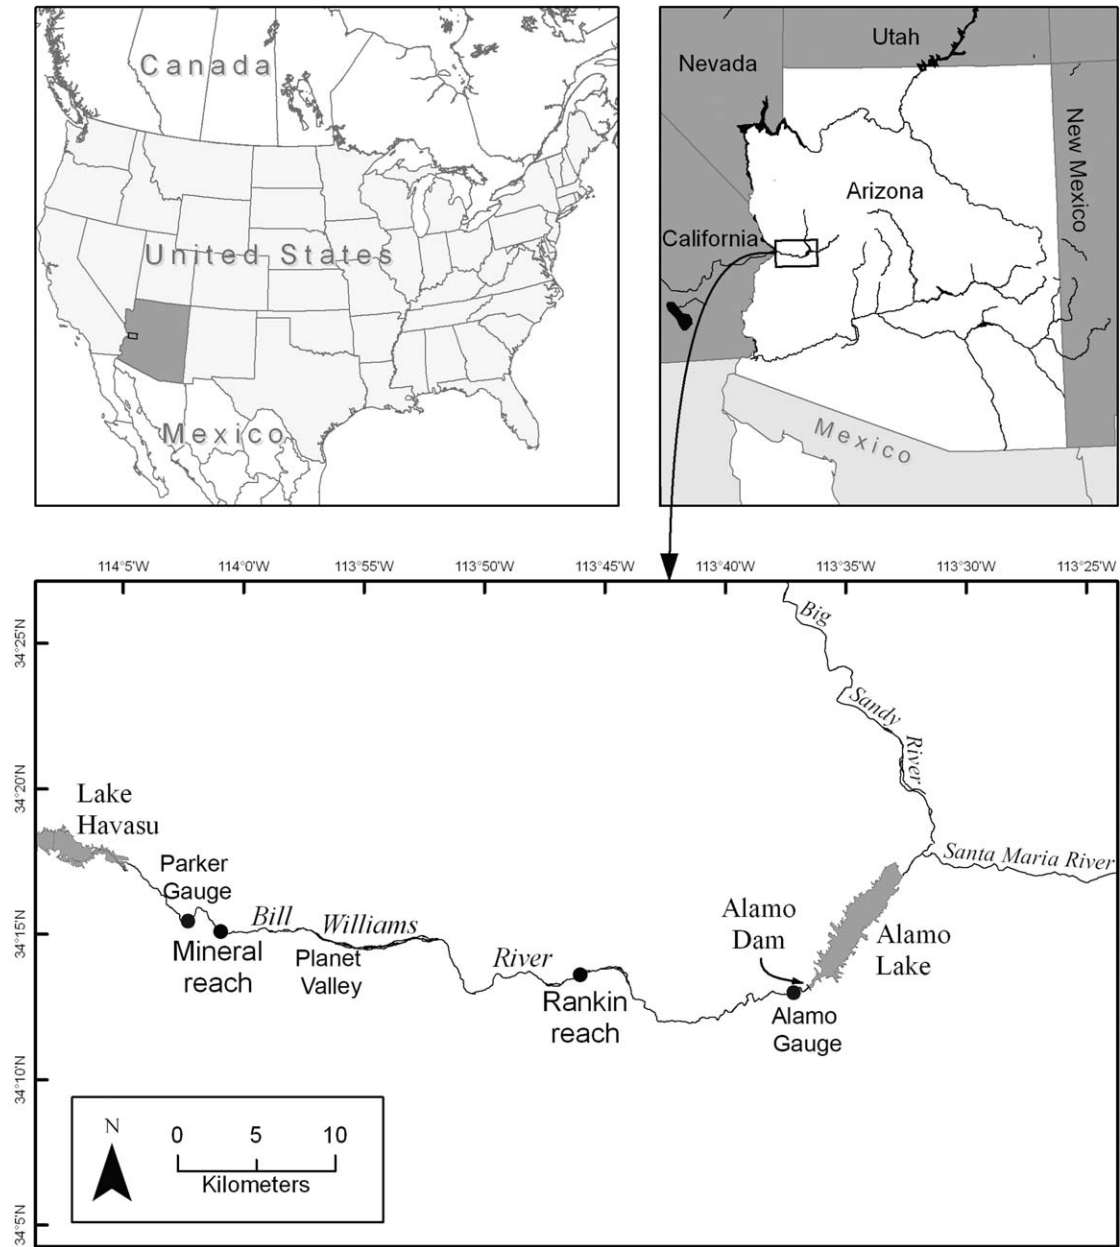 Canada
United States
Mexico
Utah
Nevada
New Mexico
Arizona
California
Mexico
114°5'W
114°0'W
113°55'W
113°50'W
113°45'W
113°40'W
113°35'W
113°30'W
113°25'W
34°25'N
34°20'N
34°15'N
34°10'N
34°5'N
Big
Sandy
River
Santa Maria River
Lake
Havasu
Parker
Gauge
Mineral
reach
Bill
Williams
River
Planet
Valley
Rankin
reach
Alamo
Dam
Alamo
Lake
Alamo
Gauge
N
0 5 10
Kilometers